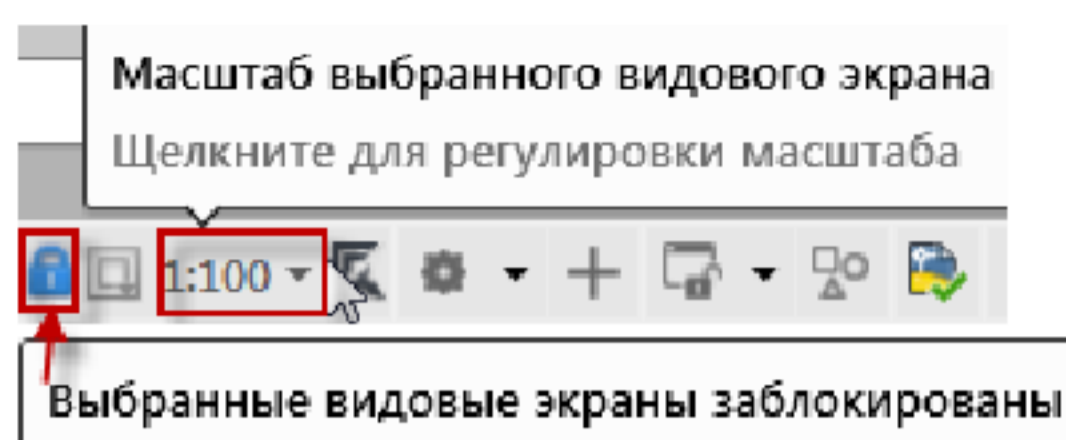 Масштаб выбранного видового экрана
Щелкните для регулировки масштаба
1:100
Выбранные видовые экраны заблокированы